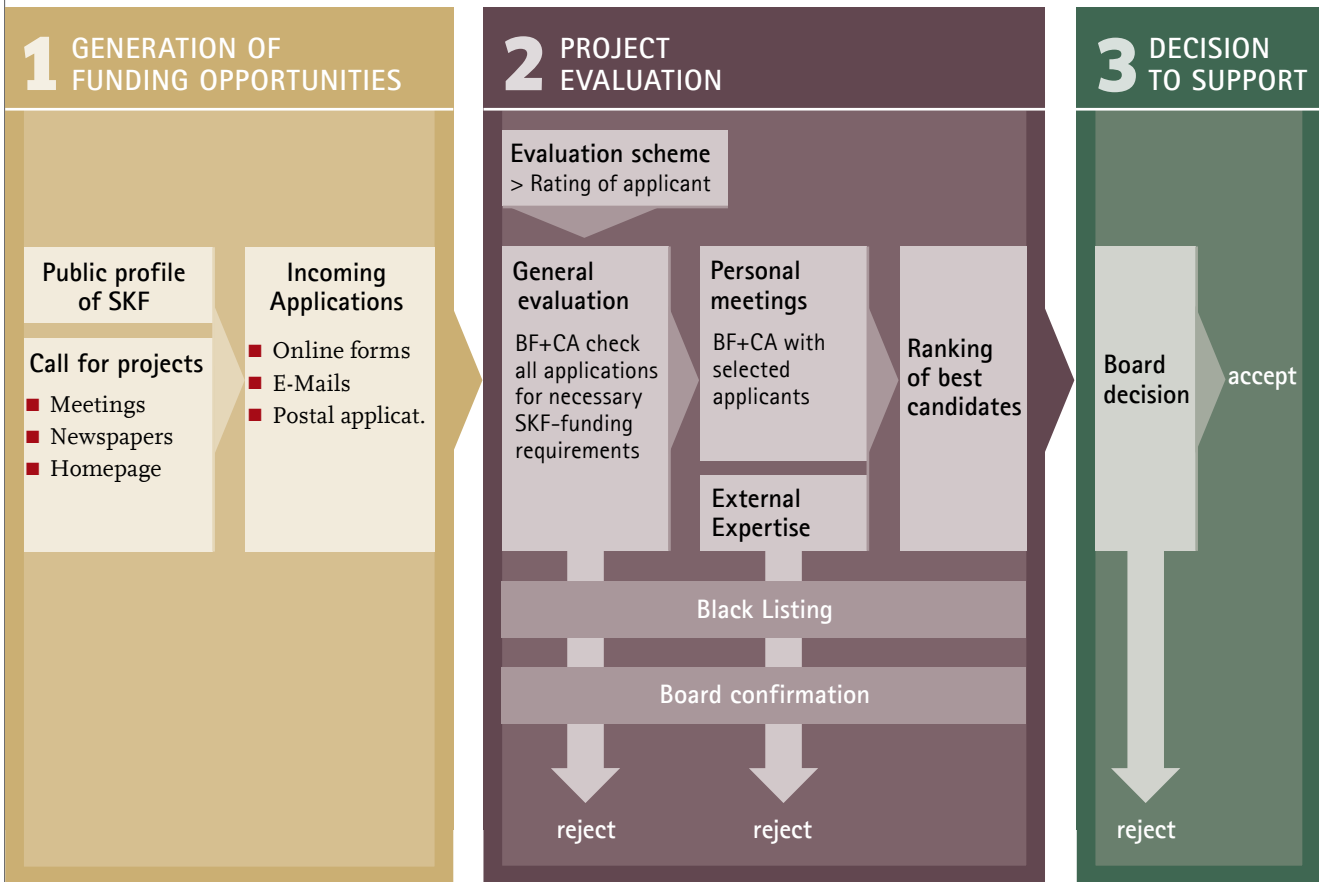 1 GENERATION OF
FUNDING OPPORTUNITIES
Public profile
of SKF
Call for projects
Meetings
Newspapers
Homepage
Incoming
Applications
Online forms
E-Mails
Postal applicat.
2 PROJECT
EVALUATION
Evaluation scheme
> Rating of applicant
General
evaluation
BF+CA check
all applications
for necessary
SKF-funding
requirements
Personal
meetings
BF+CA with
selected
applicants
External
Expertise
Ranking
of best
candidates
Black Listing
Board confirmation
reject
reject
3 DECISION
TO SUPPORT
Board
decision
accept
reject